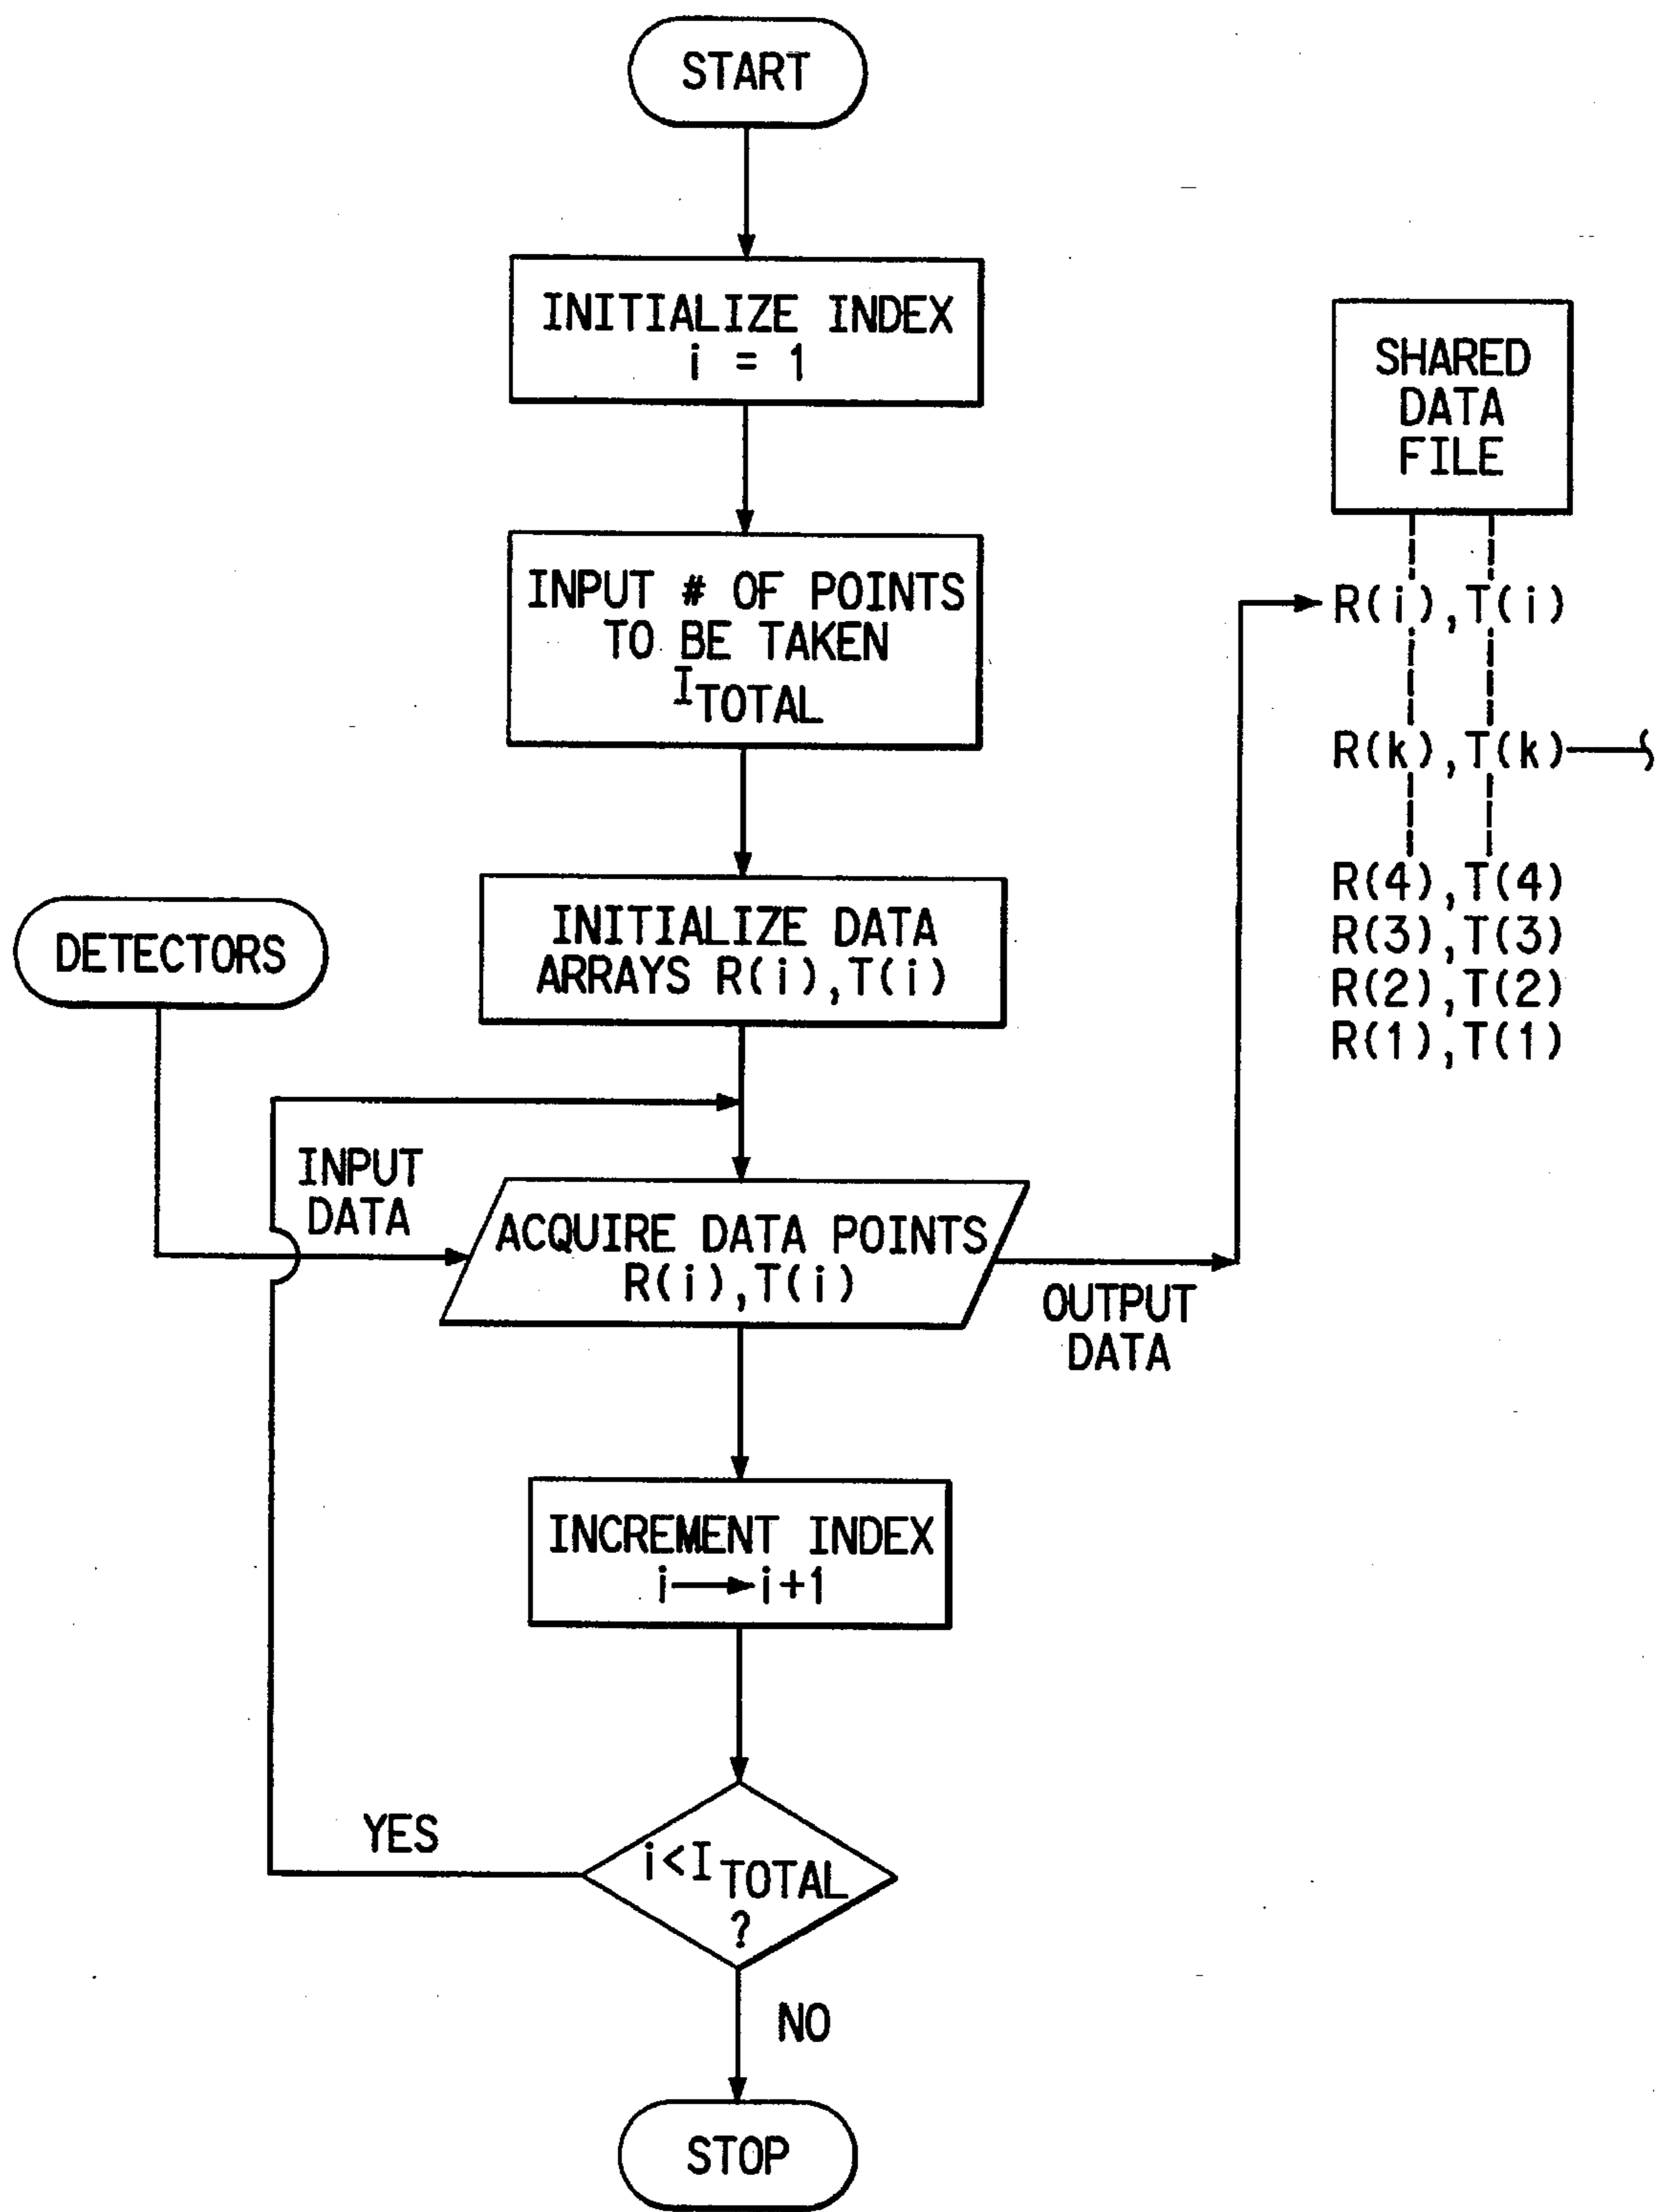 START
INITIALIZE INDEX
i = 1
INPUT # OF POINTS
TO BE TAKEN
I TOTAL
INITIALIZE DATA
ARRAYS R(i),T(i)
DETECTORS
INPUT
DATA
ACQUIRE DATA POINTS
R(i),T(i)
OUTPUT
DATA
INCREMENT INDEX
i→i+1
i<I TOTAL
?
YES
NO
STOP
SHARED
DATA
FILE
R(i),T(i)
R(k),T(k)
R(4),T(4)
R(3),T(3)
R(2),T(2)
R(1),T(1)